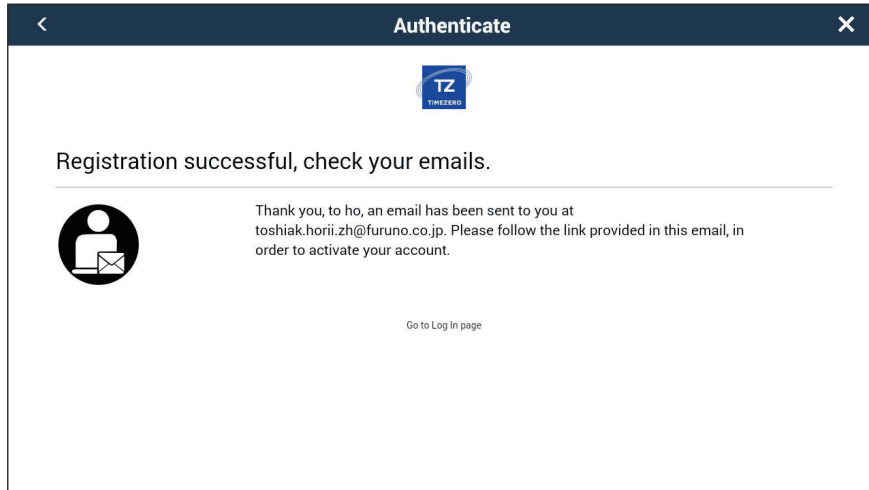 Authenticate
TZ
TIMEZERO
Registration successful, check your emails.
Thank you, to ho, an email has been sent to you at
toshiak.horii.zh@furuno.co.jp. Please follow the link provided in this email, in
order to activate your account.
Go to Log In page